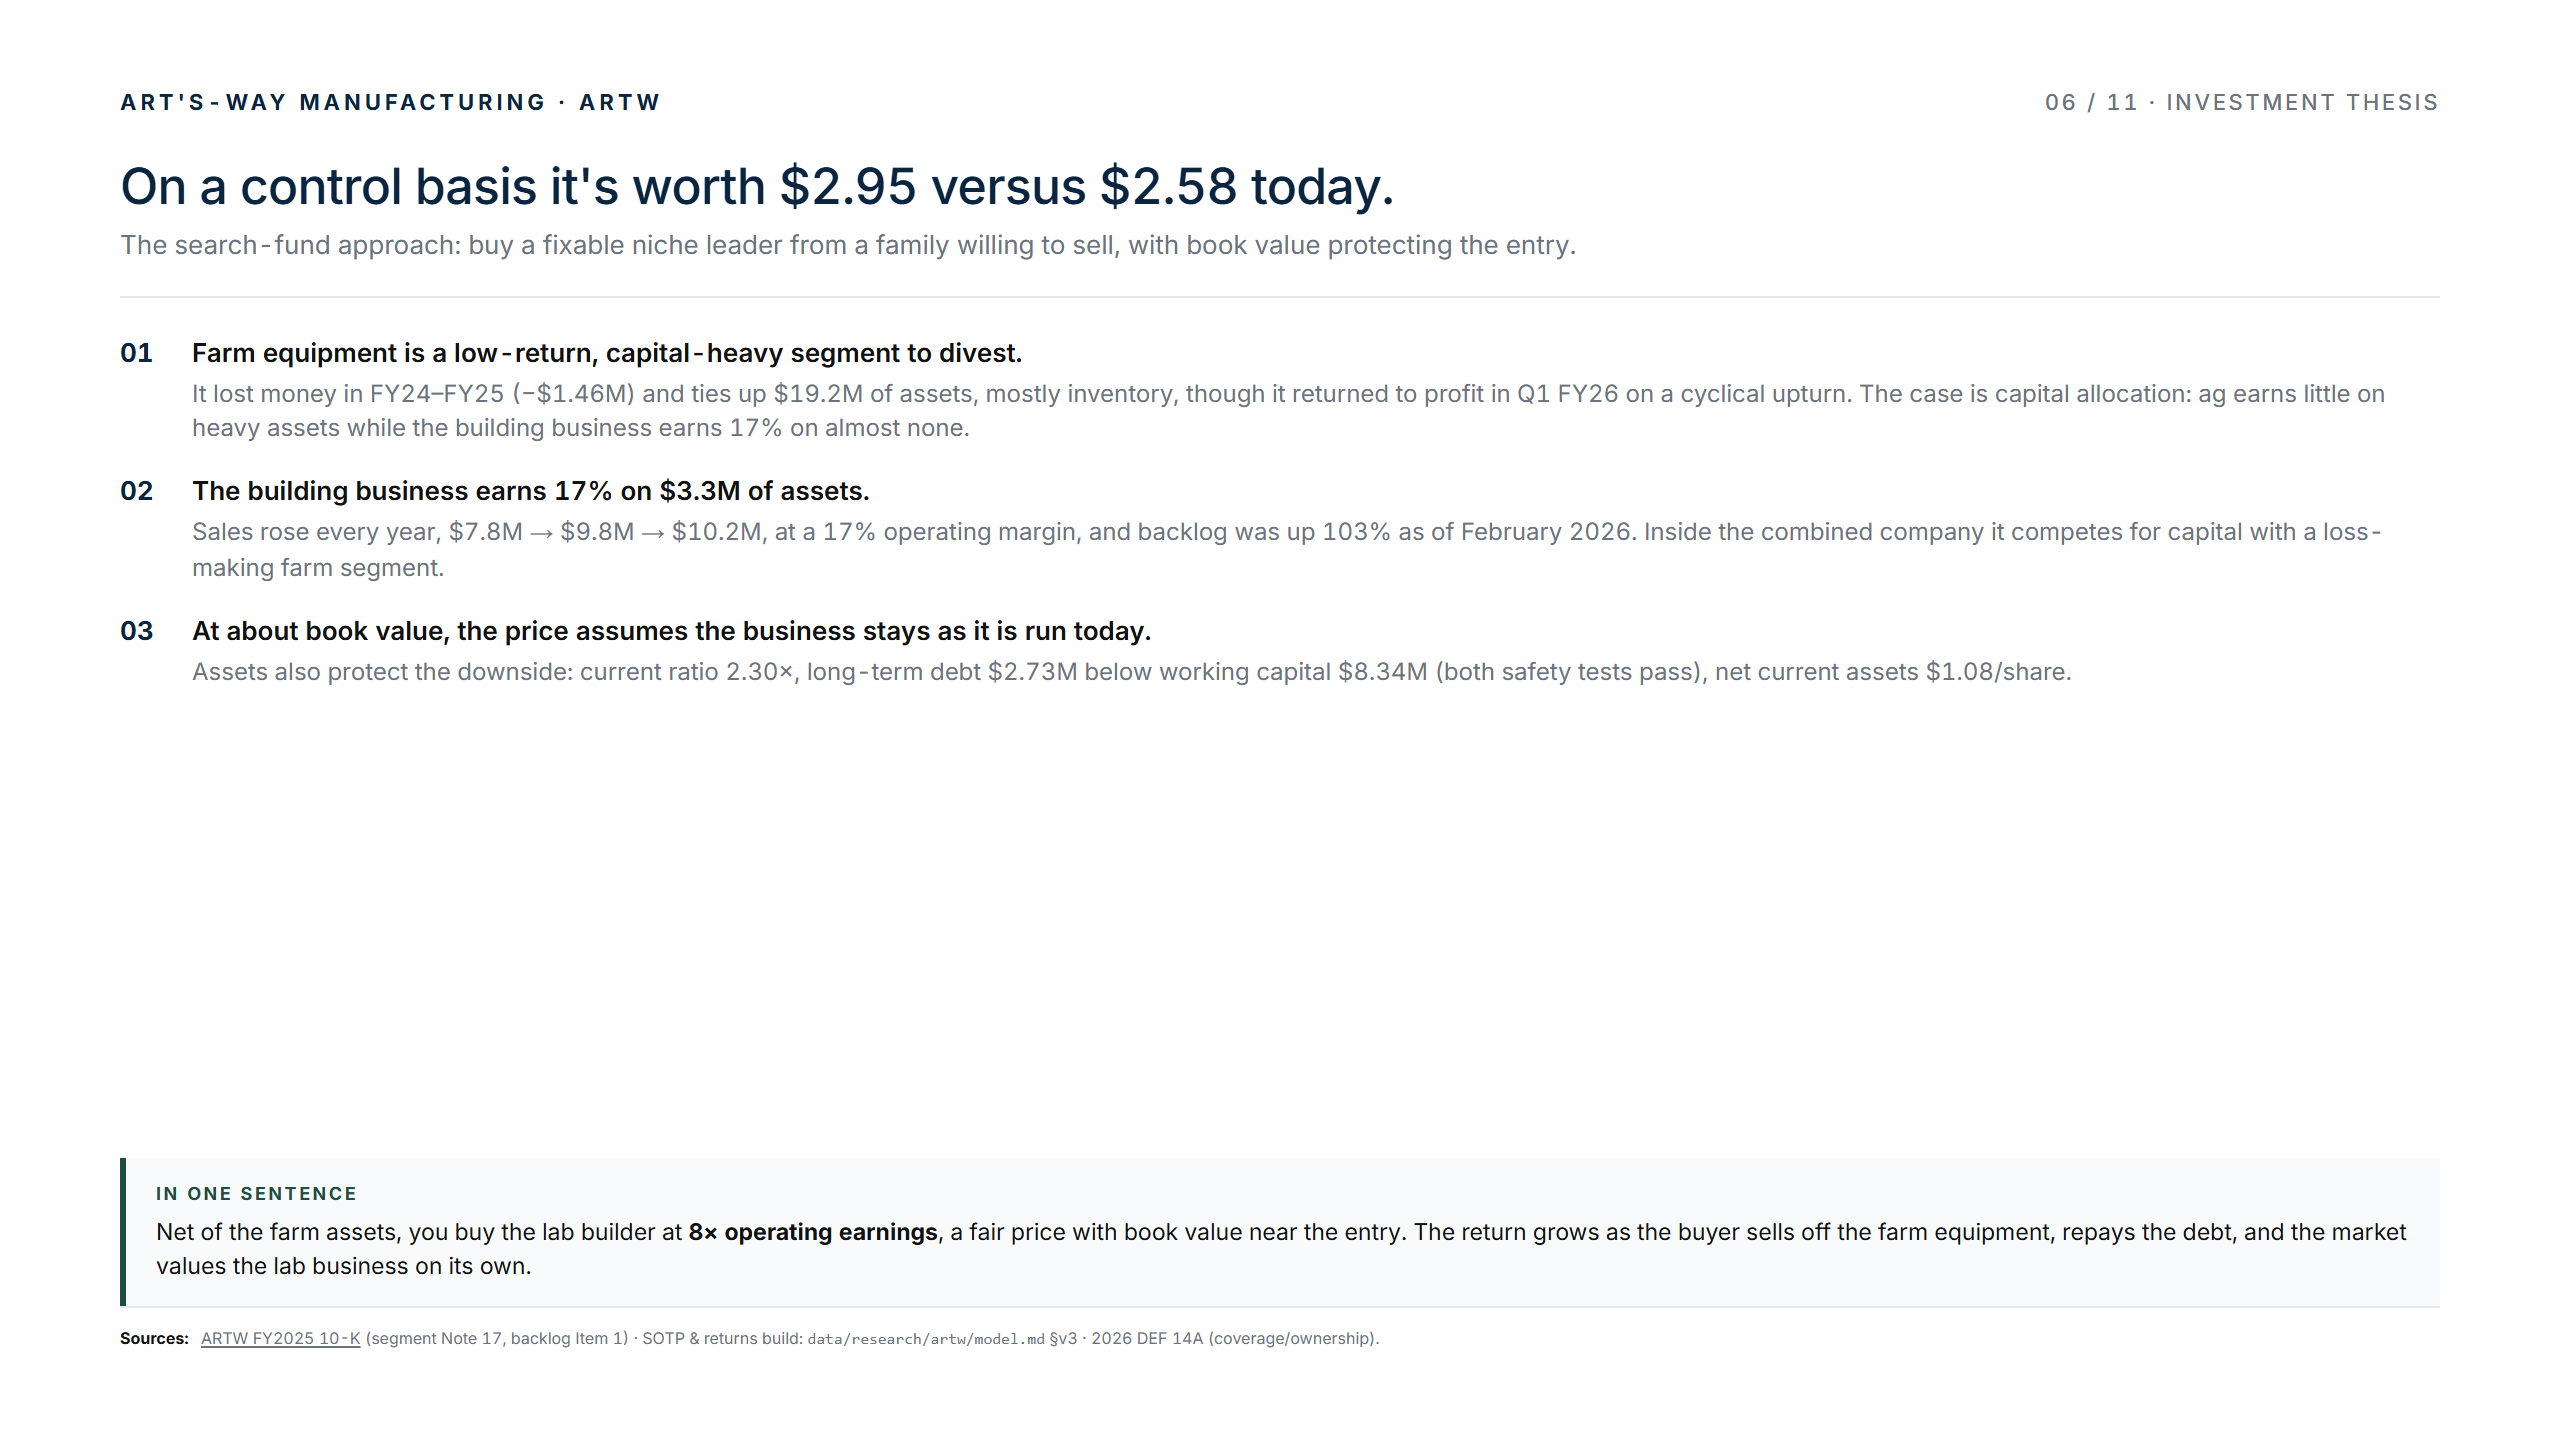 ART'S-WAY MANUFACTURING · ARTW
06 / 11 · INVESTMENT THESIS
On a control basis it's worth $2.95 versus $2.58 today.
The search-fund approach: buy a fixable niche leader from a family willing to sell, with book value protecting the entry.
01 Farm equipment is a low-return, capital-heavy segment to divest.
It lost money in FY24–FY25 (−$1.46M) and ties up $19.2M of assets, mostly inventory, though it returned to profit in Q1 FY26 on a cyclical upturn. The case is capital allocation: ag earns little on
heavy assets while the building business earns 17% on almost none.
02 The building business earns 17% on $3.3M of assets.
Sales rose every year, $7.8M → $9.8M → $10.2M, at a 17% operating margin, and backlog was up 103% as of February 2026. Inside the combined company it competes for capital with a loss-
making farm segment.
03 At about book value, the price assumes the business stays as it is run today.
Assets also protect the downside: current ratio 2.30×, long-term debt $2.73M below working capital $8.34M (both safety tests pass), net current assets $1.08/share.
IN ONE SENTENCE
Net of the farm assets, you buy the lab builder at 8× operating earnings, a fair price with book value near the entry. The return grows as the buyer sells off the farm equipment, repays the debt, and the market
values the lab business on its own.
Sources: ARTW FY2025 10-K (segment Note 17, backlog Item 1) · SOTP & returns build: data/research/artw/model.md §v3 · 2026 DEF 14A (coverage/ownership).